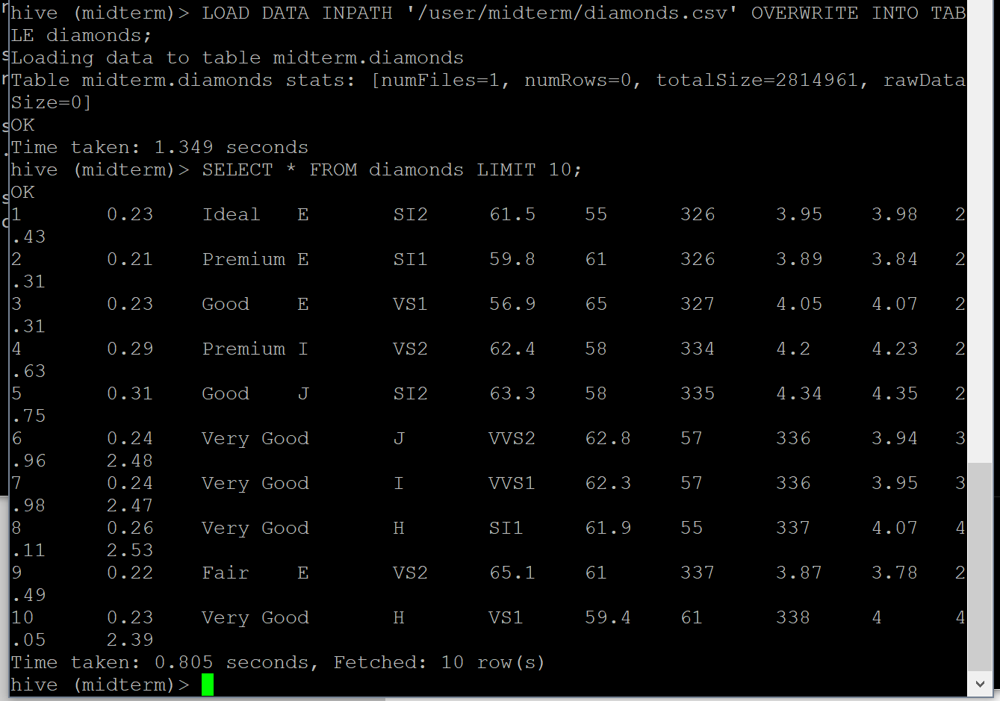 hive (midterm)> LOAD DATA INPATH '/user/midterm/diamonds.csv' OVERWRITE INTO TAB
LE diamonds;
Loading data to table midterm.diamonds
Table midterm.diamonds stats: [numFiles=1, numRows=0, totalSize=2814961, rawData
Size=0]
OK
Time taken: 1.349 seconds
hive (midterm)> SELECT * FROM diamonds LIMIT 10;
OK
1       0.23    Ideal   E       SI2     61.5    55      326     3.95    3.98    2
.43
2       0.21    Premium E       SI1     59.8    61      326     3.89    3.84    2
.31
3       0.23    Good    E       VS1     56.9    65      327     4.05    4.07    2
.31
4       0.29    Premium I       VS2     62.4    58      334     4.2     4.23    2
.63
5       0.31    Good    J       SI2     63.3    58      335     4.34    4.35    2
.75
6       0.24    Very Good       J       VVS2    62.8    57      336     3.94    3
.96     2.48
7       0.24    Very Good       I       VVS1    62.3    57      336     3.95    3
.98     2.47
8       0.26    Very Good       H       SI1     61.9    55      337     4.07    4
.11     2.53
9       0.22    Fair    E       VS2     65.1    61      337     3.87    3.78    2
.49
10      0.23    Very Good       H       VS1     59.4    61      338     4       4
.05     2.39
Time taken: 0.805 seconds, Fetched: 10 row(s)
hive (midterm)>